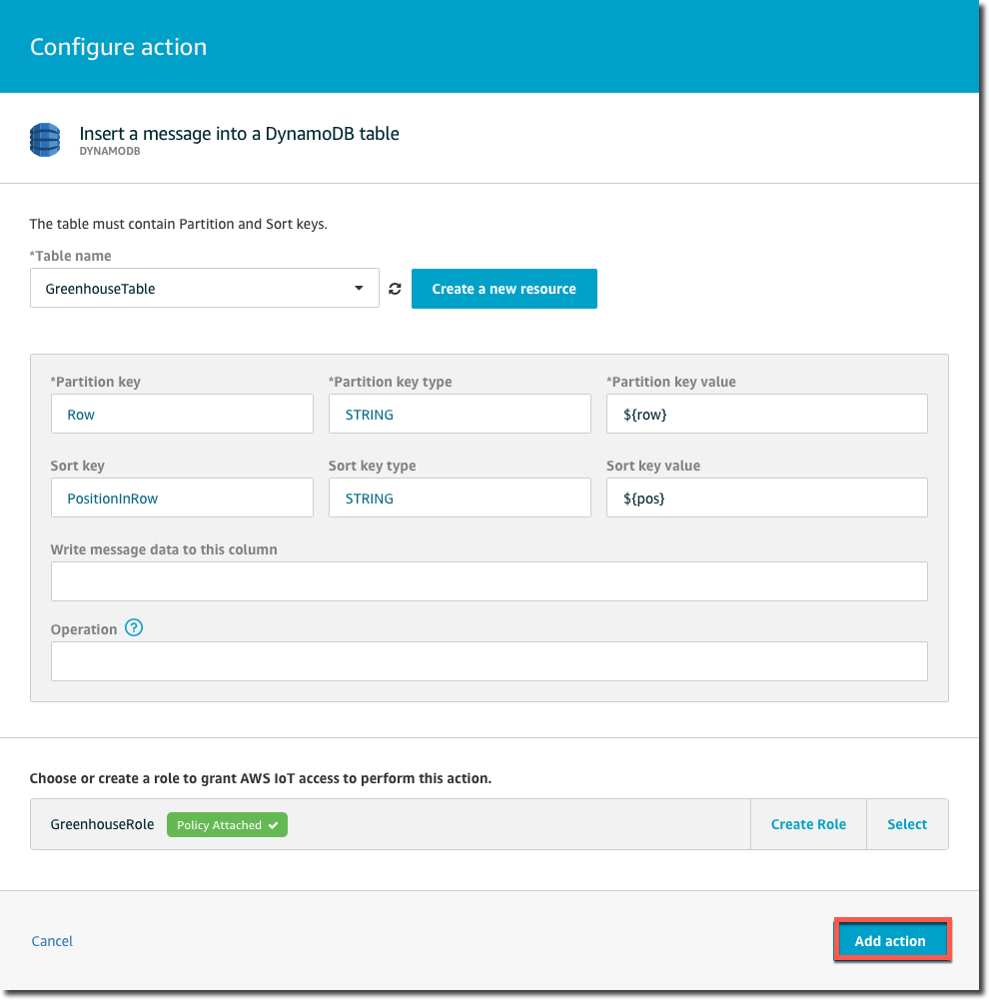 Configure action
Insert a message into a DynamoDB table
DYNAMODB
The table must contain Partition and Sort keys.
*Table name
GreenhouseTable
Create a new resource
*Partition key *Partition key type *Partition key value
Row STRING ${row}
Sort key Sort key type Sort key value
PositionInRow STRING ${pos}
Write message data to this column
Operation ?
Choose or create a role to grant AWS IoT access to perform this action.
GreenhouseRole Policy Attached Create Role Select
Cancel Add action